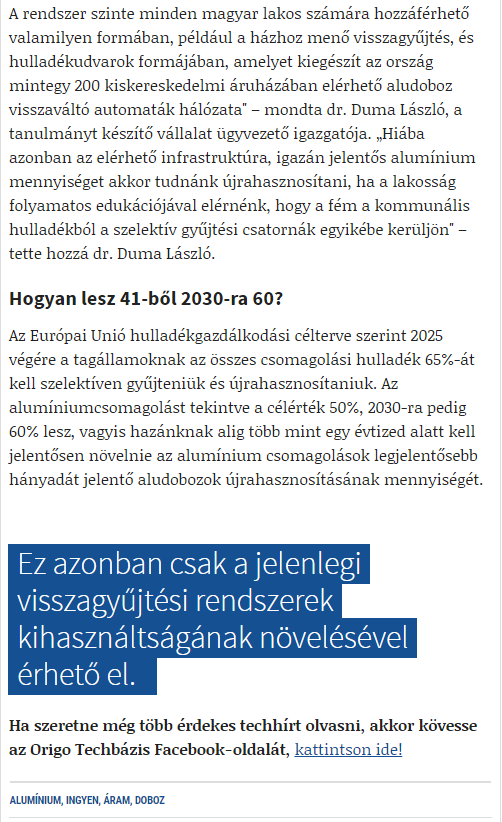 A rendszer szinte minden magyar lakos számára hozzáférhető
valamilyen formában, például a házhoz menő visszagyűjtés, és
hulladékudvarok formájában, amelyet kiegészít az ország
mintegy 200 kiskereskedelmi áruházában elérhető aludoboz
visszaváltó automaták hálózata" – mondta dr. Duma László, a
tanulmányt készítő vállalat ügyvezető igazgatója. „Hiába
azonban az elérhető infrastruktúra, igazán jelentős alumínium
mennyiséget akkor tudnánk újrahasznosítani, ha a lakosság
folyamatos edukációjával elérnénk, hogy a fém a kommunális
hulladékból a szelektív gyűjtési csatornák egyikébe kerüljön" –
tette hozzá dr. Duma László.
Hogyan lesz 41-ből 2030-ra 60?
Az Európai Unió hulladékgazdálkodási célterve szerint 2025
végére a tagállamoknak az összes csomagolási hulladék 65%-át
kell szelektíven gyűjteniük és újrahasznosítaniuk. Az
alumíniumcsomagolást tekintve a célérték 50%, 2030-ra pedig
60% lesz, vagyis hazánknak alig több mint egy évtized alatt kell
jelentősen növelnie az alumínium csomagolások legjelentősebb
hányadát jelentő aludobozok újrahasznosításának mennyiségét.
Ez azonban csak a jelenlegi
visszagyűjtési rendszerek
kihasználtságának növelésével
érhető el.
Ha szeretne még több érdekes techhírt olvasni, akkor kövesse
az Origo Techbázis Facebook-oldalát, kattintson ide!
ALUMÍNIUM, INGYEN, ÁRAM, DOBOZ